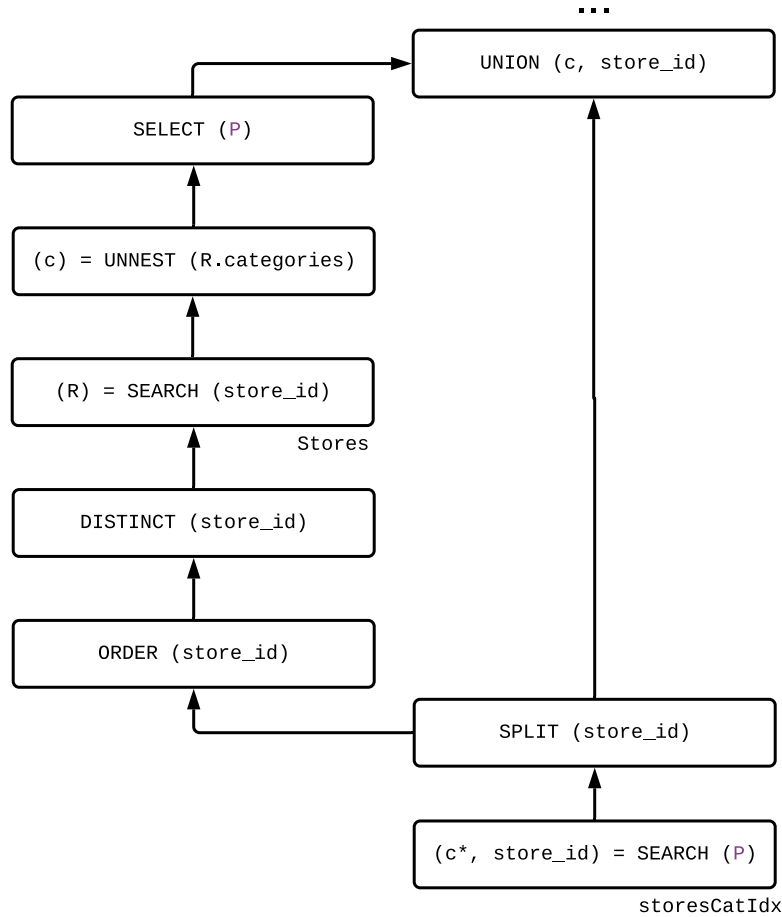 ...
UNION (c, store_id)
SELECT (P)
(c) = UNNEST (R.categories)
(R) = SEARCH (store_id)
Stores
DISTINCT (store_id)
ORDER (store_id)
SPLIT (store_id)
(c*, store_id) = SEARCH (P)
storesCatIdx